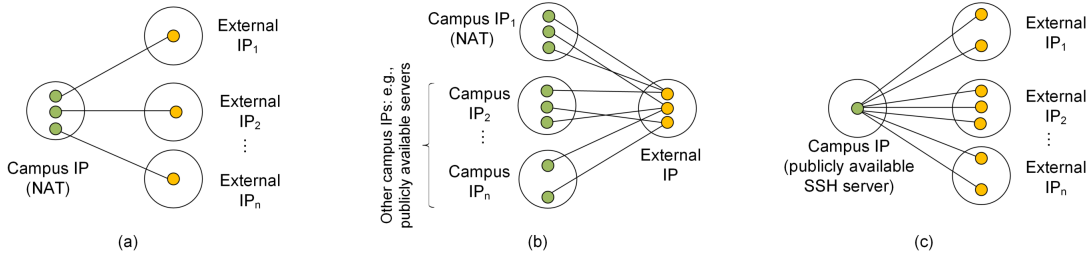 External
IP1
External
IP2
...
External
IPn
Campus IP
(NAT)
(a)
Campus IP1
(NAT)
Other campus IPs: e.g.,
publicly available servers
Campus
IP2
...
Campus
IPn
External
IP
(b)
External
IP1
External
IP2
...
External
IPn
Campus IP
(publicly available
SSH server)
(c)